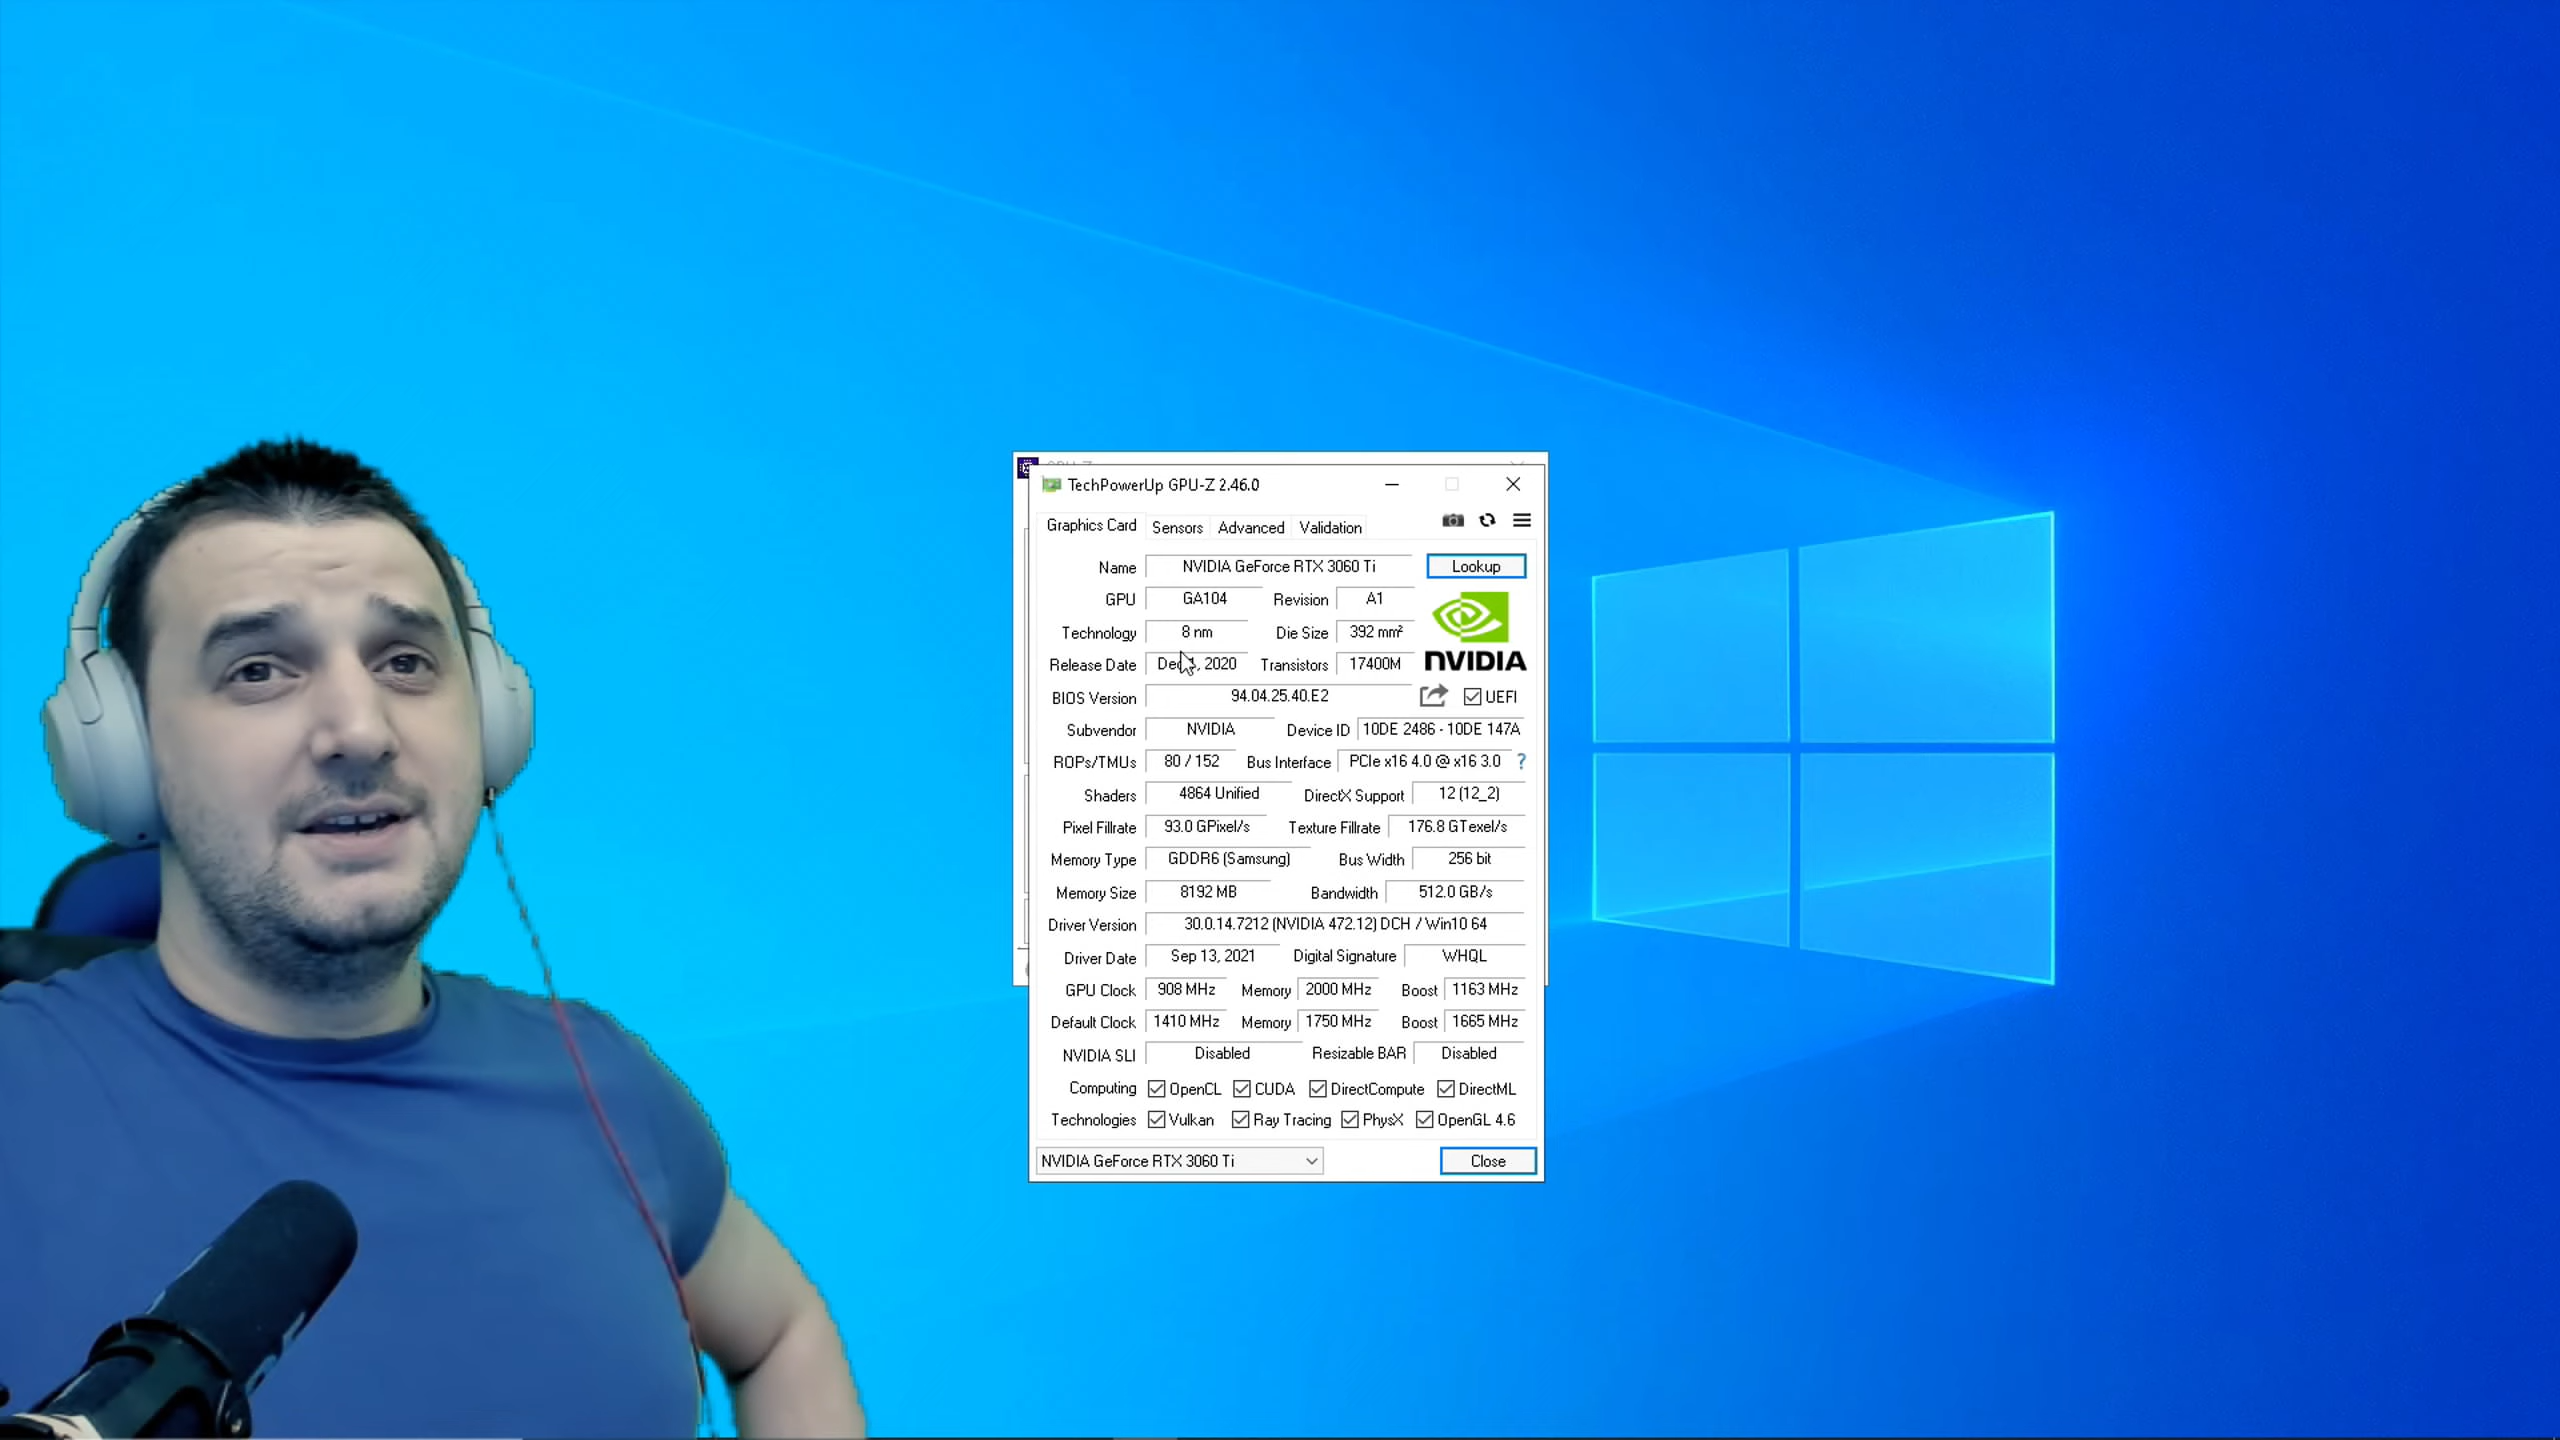 TechPowerUp GPU-Z 2.46.0
Graphics Card Sensors Advanced Validation
Name NVIDIA GeForce RTX 3060 Ti Lookup
GPU GA104 Revision A1
Technology 8 nm Die Size 392 mm²
Release Date 2020 Transistors 17400M
NVIDIA
BIOS Version 94.04.25.40.E2 UEFI
Subvendor NVIDIA Device ID 10DE 2486 - 10DE 147A
ROPs/TMUs 80 / 152 Bus Interface PCIe x16 4.0 @ x16 3.0 ?
Shaders 4864 Unified DirectX Support 12 (12_2)
Pixel Fillrate 93.0 GPixel/s Texture Fillrate 176.8 GTexel/s
Memory Type GDDR6 (Samsung) Bus Width 256 bit
Memory Size 8192 MB Bandwidth 512.0 GB/s
Driver Version 30.0.14.7212 (NVIDIA 472.12) DCH / Win10 64
Driver Date Sep 13, 2021 Digital Signature WHQL
GPU Clock 908 MHz Memory 2000 MHz Boost 1163 MHz
Default Clock 1410 MHz Memory 1750 MHz Boost 1665 MHz
NVIDIA SLI Disabled Resizable BAR Disabled
Computing OpenCL CUDA DirectCompute DirectML
Technologies Vulkan Ray Tracing PhysX OpenGL 4.6
NVIDIA GeForce RTX 3060 Ti Close